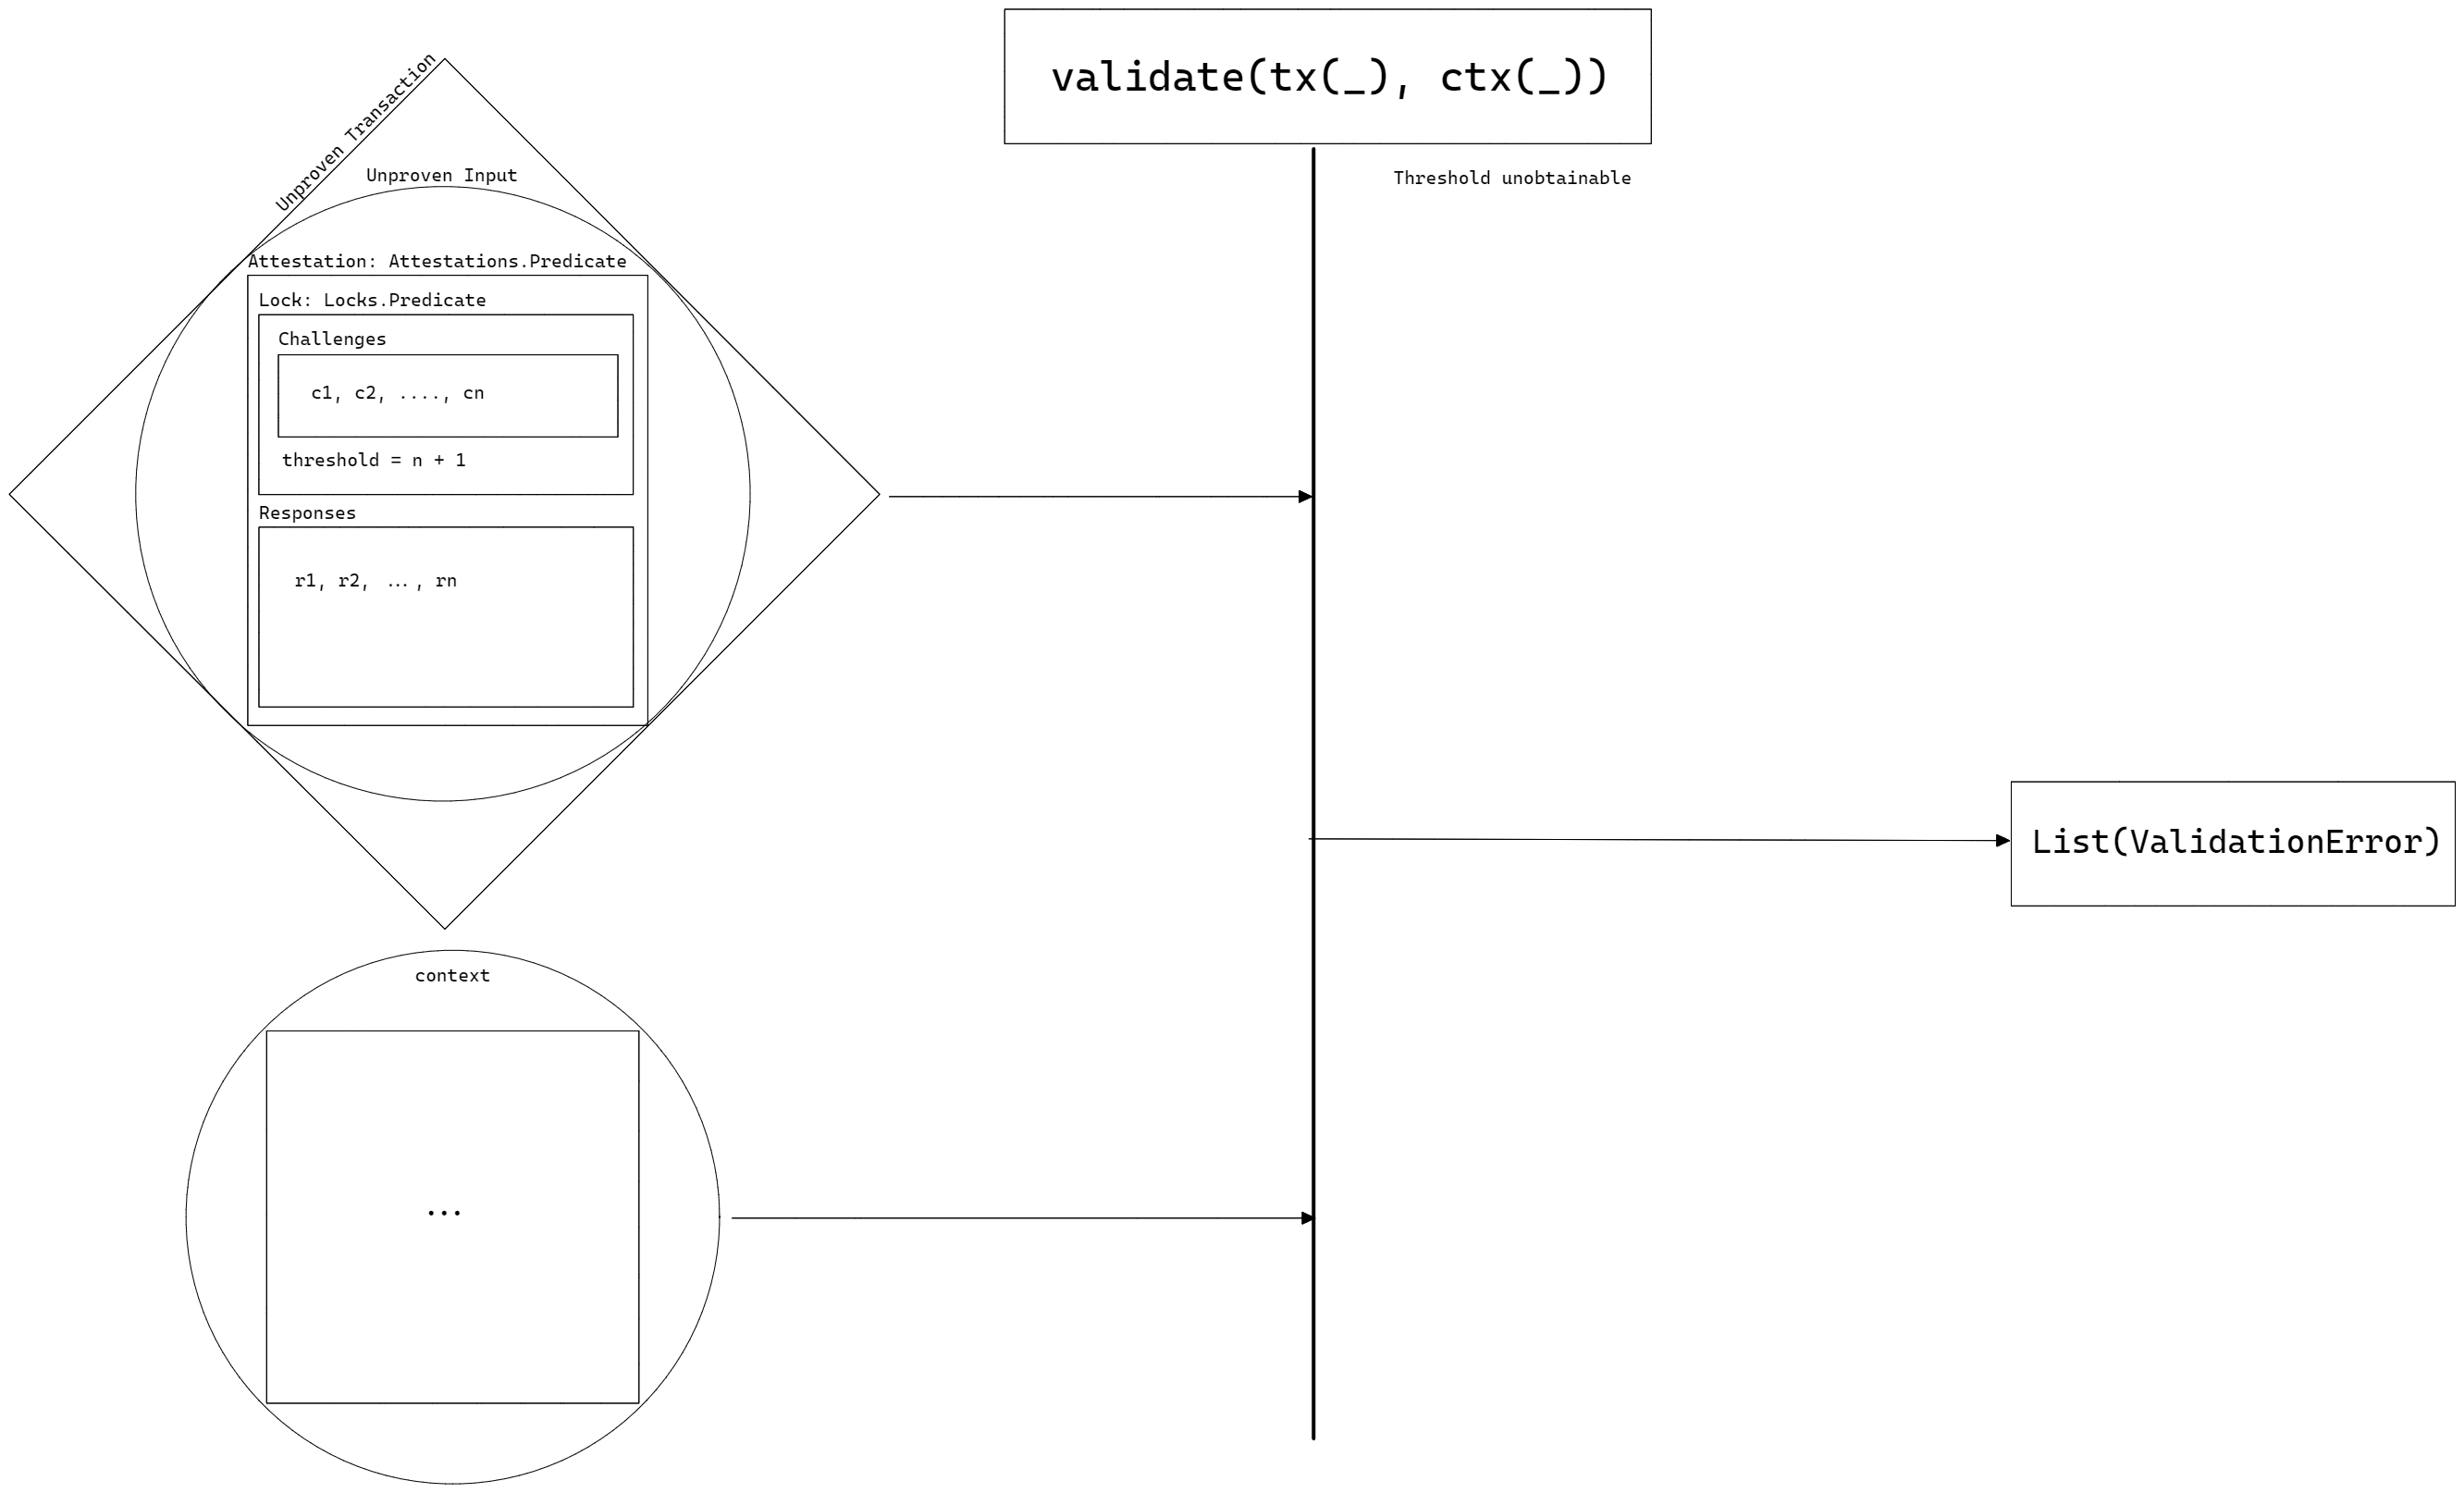 validate(tx(_), ctx(_))
Threshold unobtainable
Unproven Transaction
Unproven Input
Attestation: Attestations.Predicate
Lock: Locks.Predicate
Challenges
c1, c2, ...., cn
threshold = n + 1
Responses
r1, r2, ..., rn
List(ValidationError)
context
...